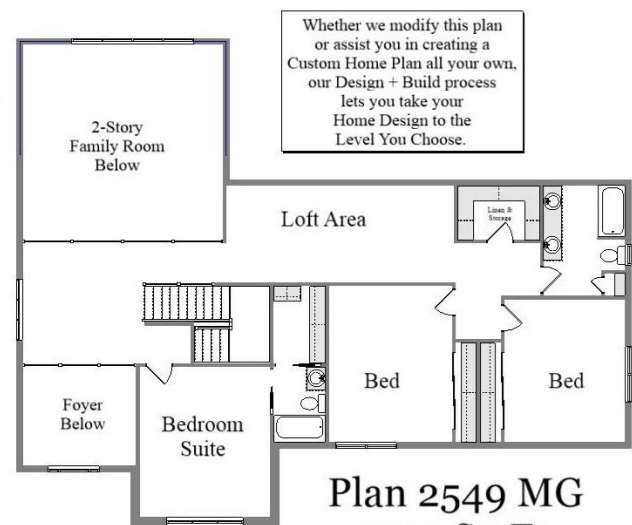 Whether we modify this plan
or assist you in creating a
Custom Home Plan all your own,
our Design + Build process
lets you take your
Home Design to the
Level You Choose.
2-Story
Family Room
Below
Loft Area
Linen &
Storage
Bed
Bed
Foyer
Below
Bedroom
Suite
Plan 2549 MG